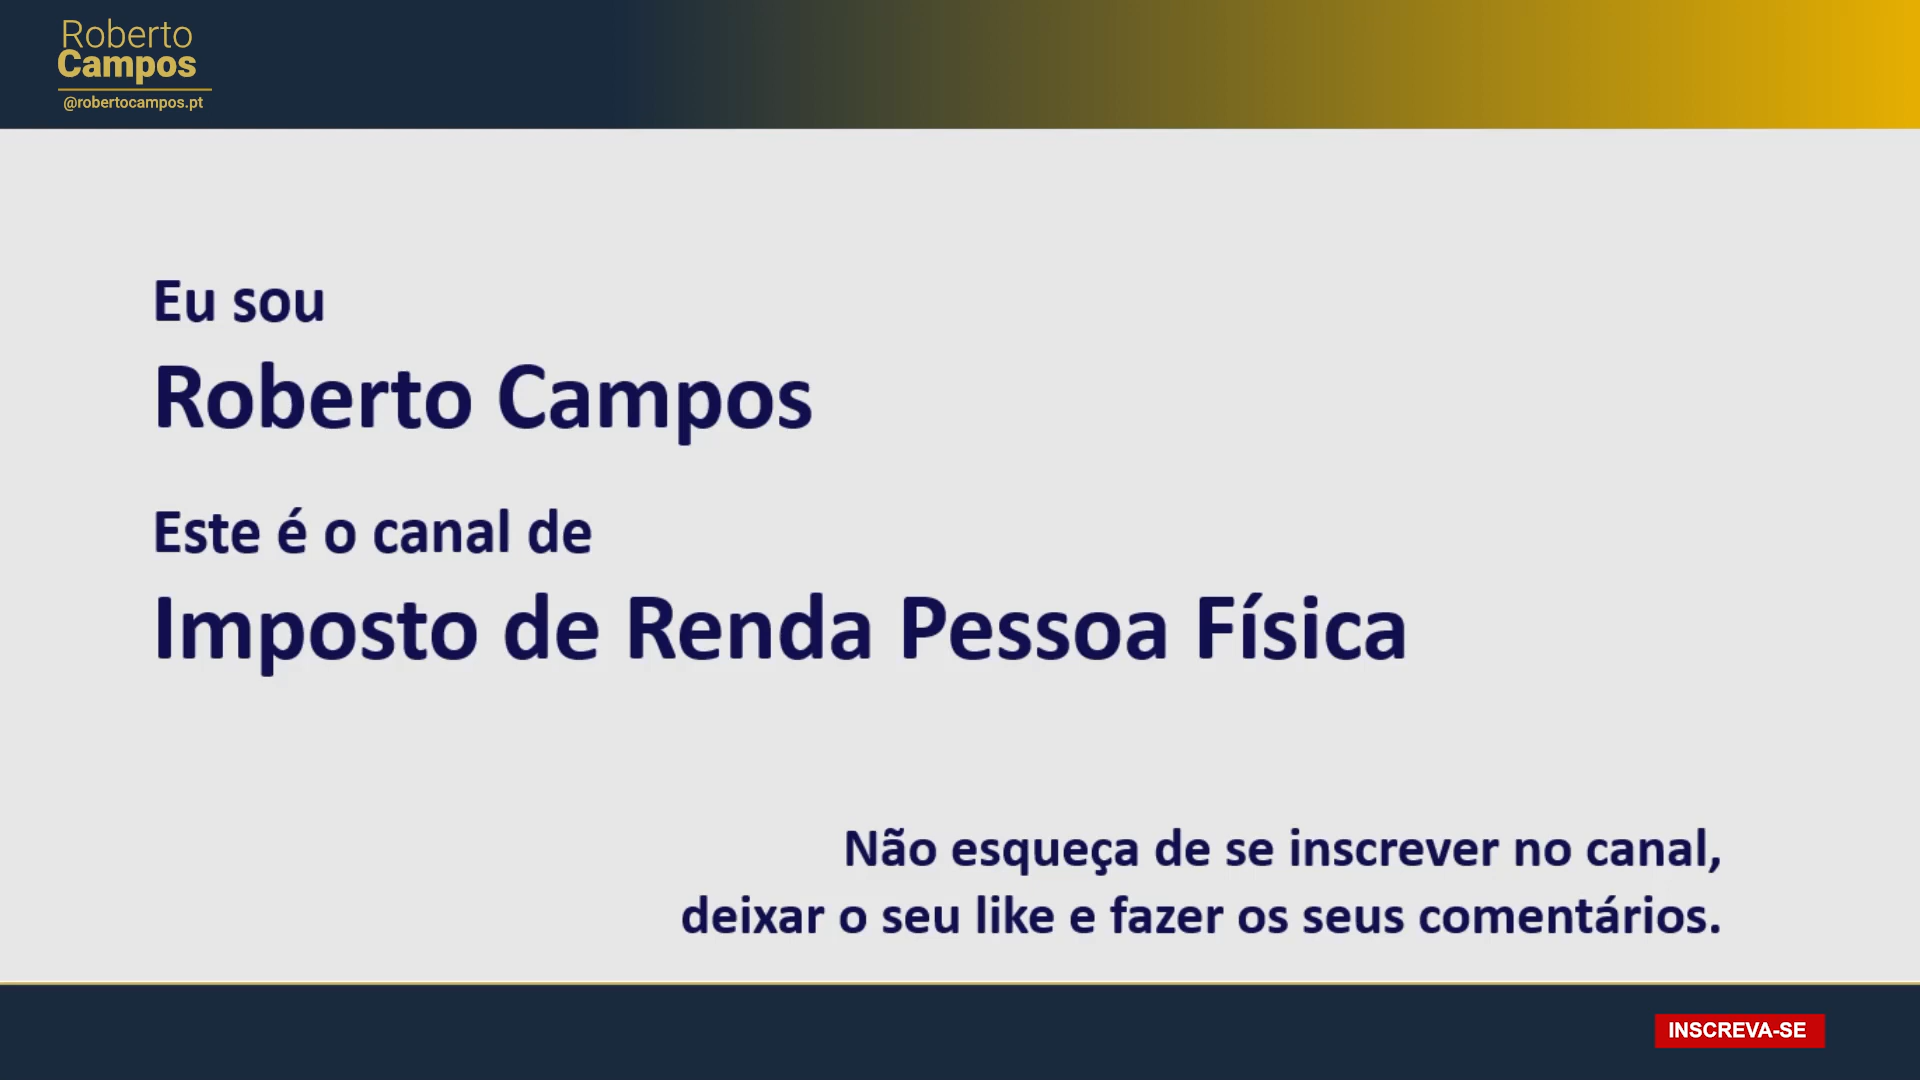 Roberto
Campos
@robertocampos.pt
Eu sou
Roberto Campos
Este é o canal de
Imposto de Renda Pessoa Física
Não esqueça de se inscrever no canal,
deixar o seu like e fazer os seus comentários.
INSCREVA-SE